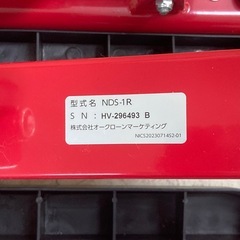 型式名 NDS-1R
S N : HV-296493 B
株式会社オークローンマーケティング
NICS2023071452-01